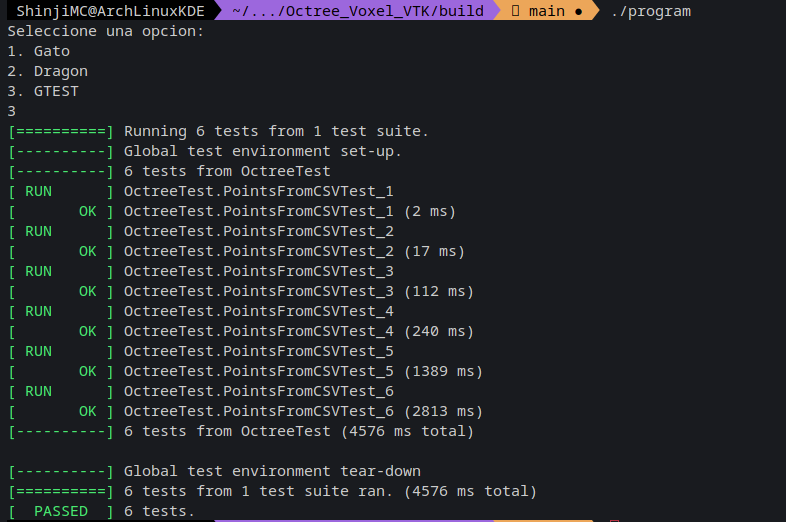 ShinjiMC@ArchLinuxKDE ~/.../Octree_Voxel_VTK/build main ● ./program
Seleccione una opcion:
1. Gato
2. Dragon
3. GTEST
3
[==========] Running 6 tests from 1 test suite.
[----------] Global test environment set-up.
[----------] 6 tests from OctreeTest
[ RUN      ] OctreeTest.PointsFromCSVTest_1
[       OK ] OctreeTest.PointsFromCSVTest_1 (2 ms)
[ RUN      ] OctreeTest.PointsFromCSVTest_2
[       OK ] OctreeTest.PointsFromCSVTest_2 (17 ms)
[ RUN      ] OctreeTest.PointsFromCSVTest_3
[       OK ] OctreeTest.PointsFromCSVTest_3 (112 ms)
[ RUN      ] OctreeTest.PointsFromCSVTest_4
[       OK ] OctreeTest.PointsFromCSVTest_4 (240 ms)
[ RUN      ] OctreeTest.PointsFromCSVTest_5
[       OK ] OctreeTest.PointsFromCSVTest_5 (1389 ms)
[ RUN      ] OctreeTest.PointsFromCSVTest_6
[       OK ] OctreeTest.PointsFromCSVTest_6 (2813 ms)
[----------] 6 tests from OctreeTest (4576 ms total)
[----------] Global test environment tear-down
[==========] 6 tests from 1 test suite ran. (4576 ms total)
[  PASSED  ] 6 tests.